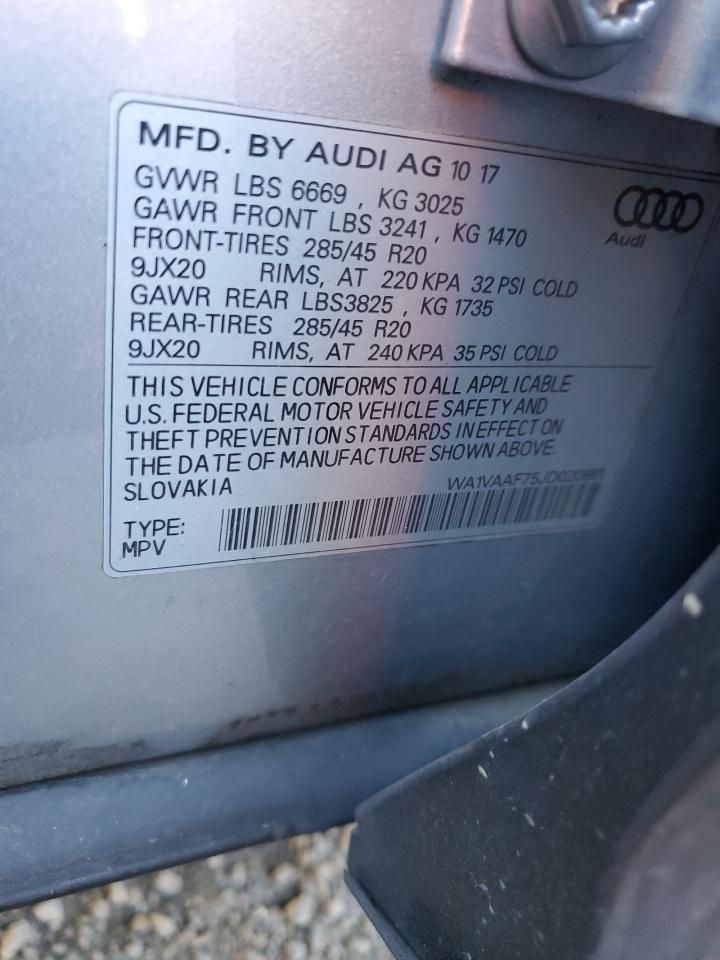 MFD. BY AUDI AG 10 17
GVWR LBS 6669 , KG 3025
GAWR FRONT LBS 3241 , KG 1470
FRONT-TIRES 285/45 R20
9JX20 RIMS, AT 220 KPA 32 PSI COLD
GAWR REAR LBS3825 , KG 1735
REAR-TIRES 285/45 R20
9JX20 RIMS, AT 240 KPA 35 PSI COLD
Audi
THIS VEHICLE CONFORMS TO ALL APPLICABLE
U.S. FEDERAL MOTOR VEHICLE SAFETY AND
THEFT PREVENTION STANDARDS IN EFFECT ON
THE DATE OF MANUFACTURE SHOWN ABOVE.
SLOVAKIA
TYPE:
MPV